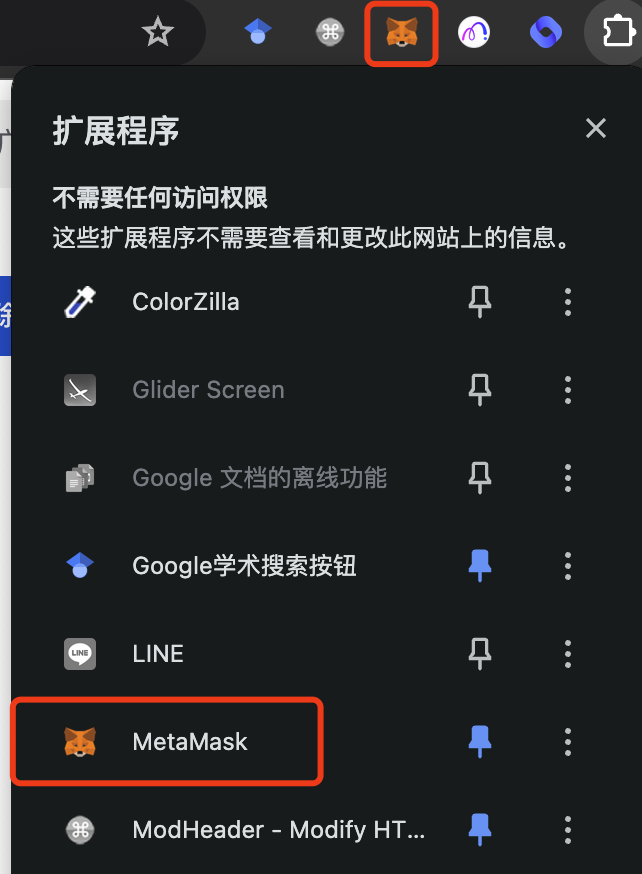 扩展程序
不需要任何访问权限
这些扩展程序不需要查看和更改此网站上的信息。
ColorZilla
Glider Screen
Google 文档的离线功能
Google学术搜索按钮
LINE
LINE
MetaMask
ModHeader - Modify HT...